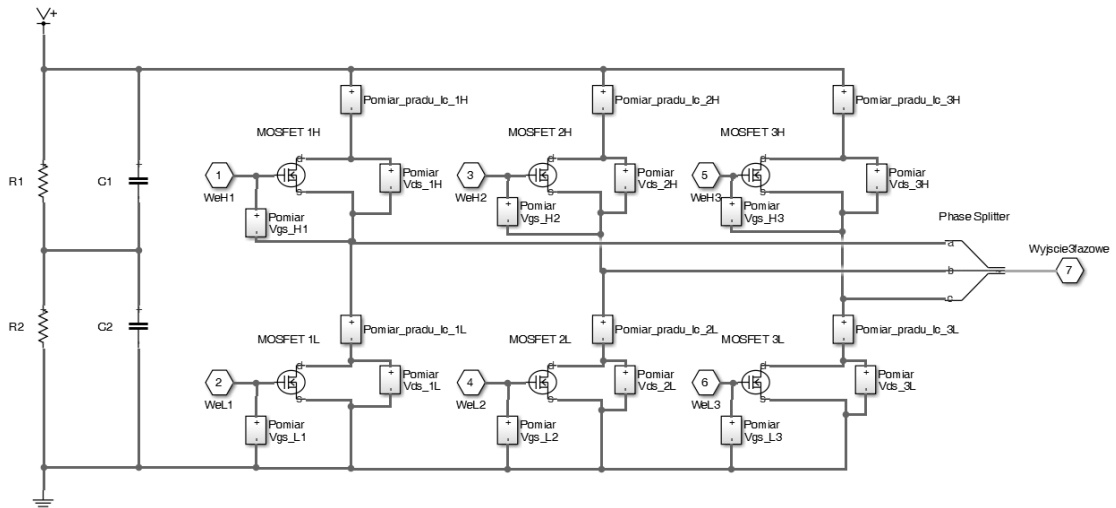 V+
Pomiar_pradu_Ic_1H
Pomiar_pradu_Ic_2H
Pomiar_pradu_Ic_3H
MOSFET 1H
MOSFET 2H
MOSFET 3H
R1
C1
1
WeH1
d
s
Pomiar
Vds_1H
3
WeH2
d
s
Pomiar
Vds_2H
5
WeH3
d
s
Pomiar
Vds_3H
Pomiar
Vgs_H1
Pomiar
Vgs_H2
Pomiar
Vgs_H3
Phase Splitter
a
b
c
Wyjscie3fazowe
7
R2
C2
Pomiar_pradu_Ic_1L
Pomiar_pradu_Ic_2L
Pomiar_pradu_Ic_3L
MOSFET 1L
MOSFET 2L
MOSFET 3L
2
WeL1
d
s
Pomiar
Vds_1L
4
WeL2
d
s
Pomiar
Vds_2L
6
WeL3
d
s
Pomiar
Vds_3L
Pomiar
Vgs_L1
Pomiar
Vgs_L2
Pomiar
Vgs_L3